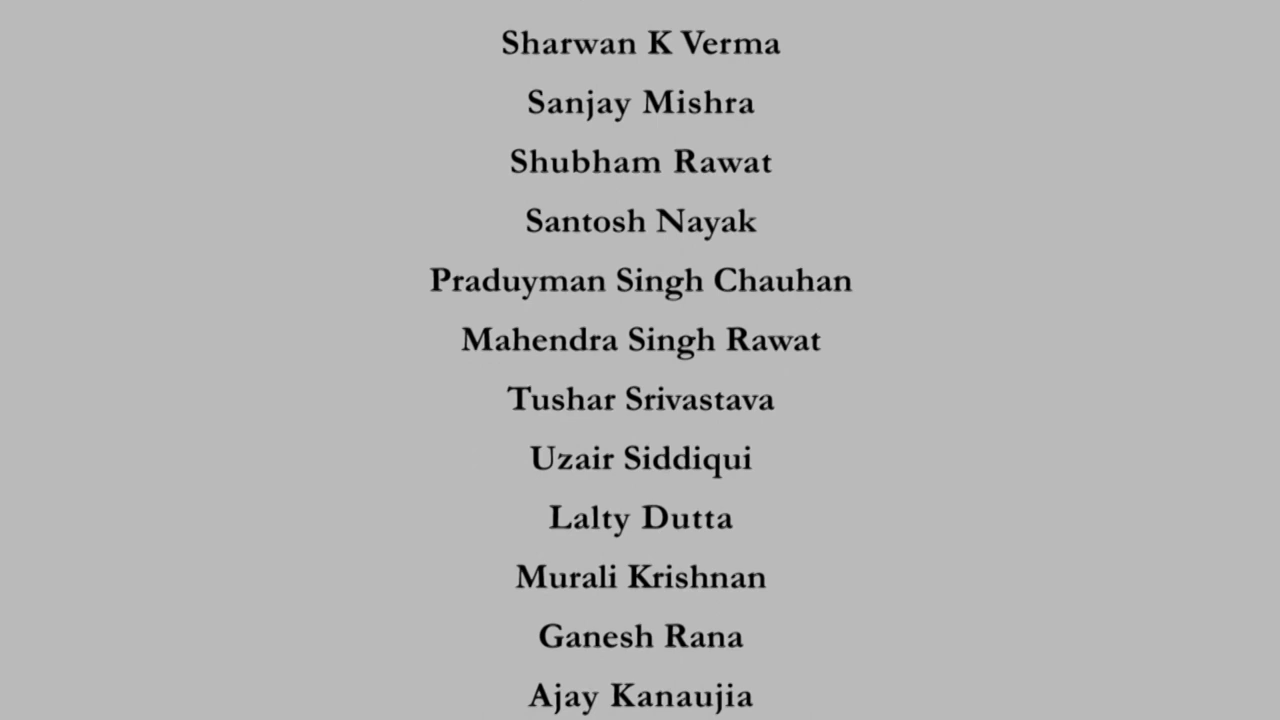 Sharwan K Verma
Sanjay Mishra
Shubham Rawat
Santosh Nayak
Praduyman Singh Chauhan
Mahendra Singh Rawat
Tushar Srivastava
Uzair Siddiqui
Lalty Dutta
Murali Krishnan
Ganesh Rana
Ajay Kanaujia